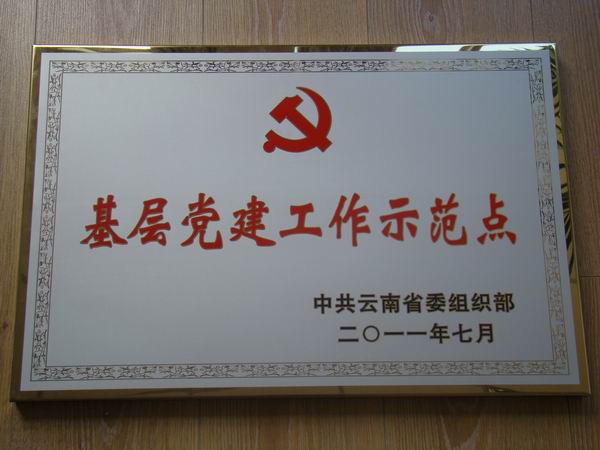 基层党建工作示范点
中共云南省委组织部
二〇一一年七月